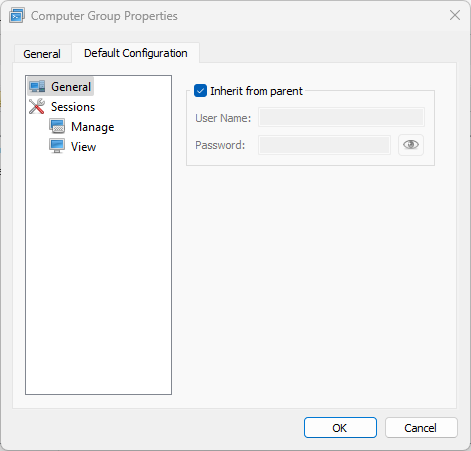 Computer Group Properties
General
Default Configuration
General
Sessions
Manage
View
Inherit from parent
User Name:
Password:
OK
Cancel